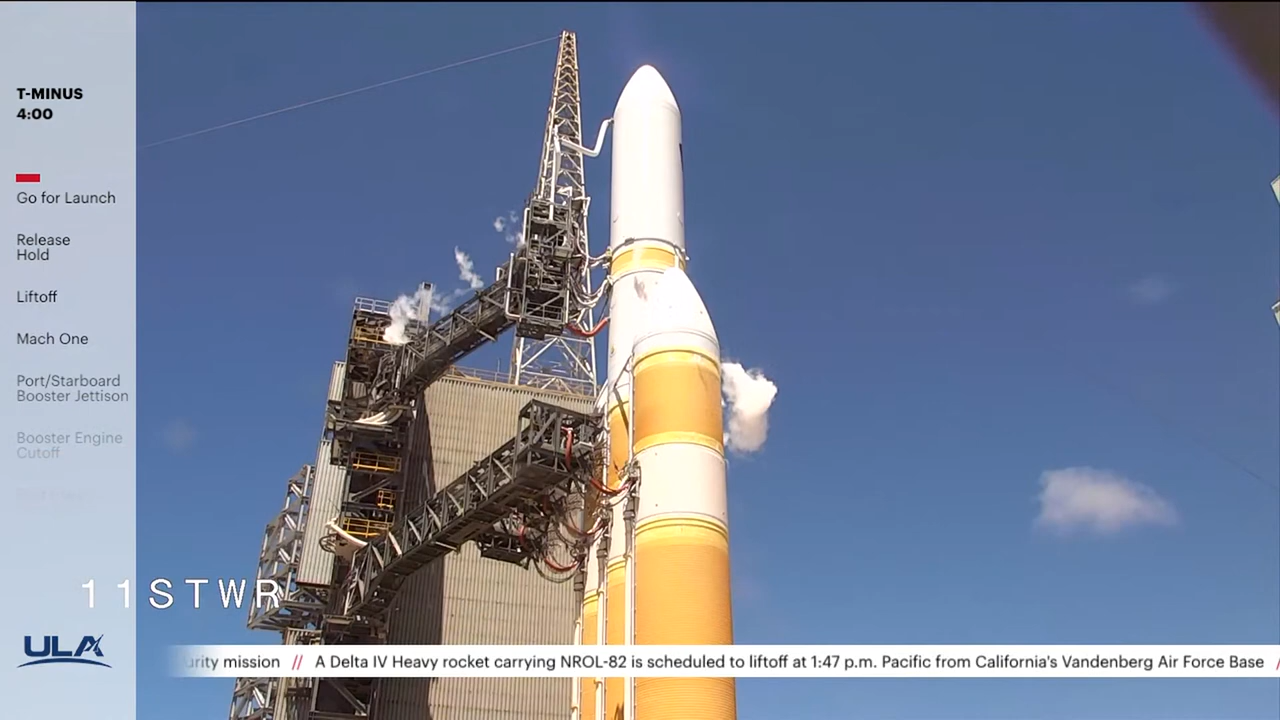 T-MINUS
4:00
Go for Launch
Release
Hold
Liftoff
Mach One
Port/Starboard
Booster Jettison
Booster Engine
Cutoff
11STWR
ULA
urity mission // A Delta IV Heavy rocket carrying NROL-82 is scheduled to liftoff at 1:47 p.m. Pacific from California's Vandenberg Air Force Base /